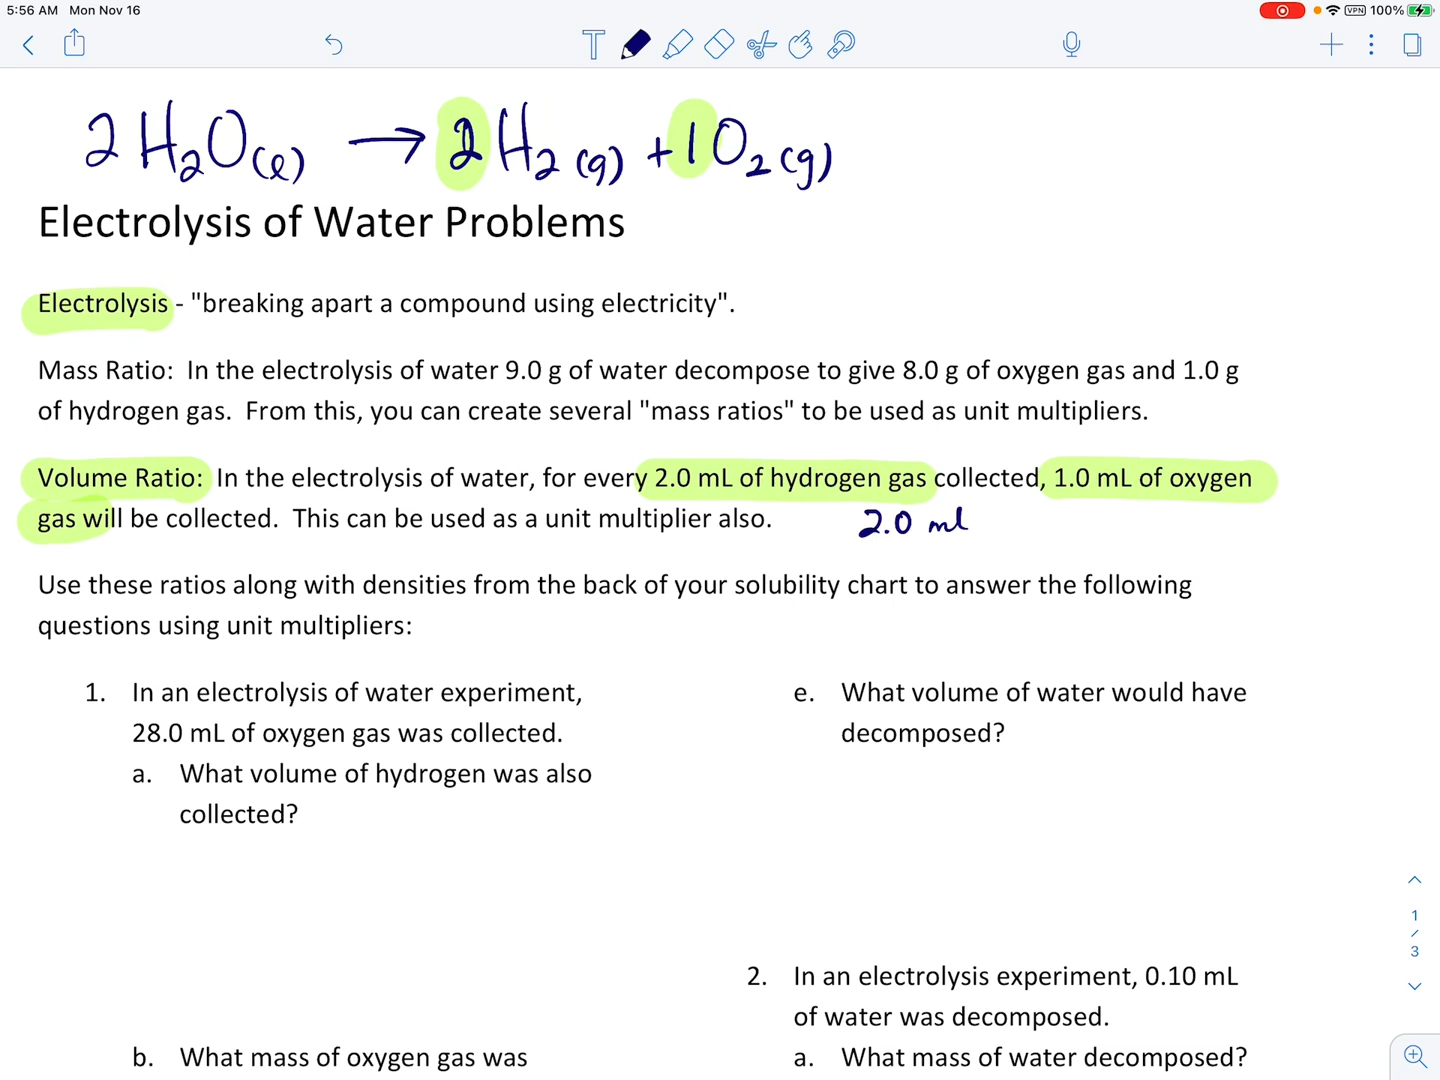 5:56 AM Mon Nov 16
VPN 100%
2H₂O(l) → 2H₂(g) + 1O₂(g)
Electrolysis of Water Problems
Electrolysis - "breaking apart a compound using electricity".
Mass Ratio: In the electrolysis of water 9.0 g of water decompose to give 8.0 g of oxygen gas and 1.0 g
of hydrogen gas. From this, you can create several "mass ratios" to be used as unit multipliers.
Volume Ratio: In the electrolysis of water, for every 2.0 mL of hydrogen gas collected, 1.0 mL of oxygen
gas will be collected. This can be used as a unit multiplier also.
2.0 ml
Use these ratios along with densities from the back of your solubility chart to answer the following
questions using unit multipliers:
1. In an electrolysis of water experiment,
28.0 mL of oxygen gas was collected.
a. What volume of hydrogen was also
collected?
b. What mass of oxygen gas was
e. What volume of water would have
decomposed?
2. In an electrolysis experiment, 0.10 mL
of water was decomposed.
a. What mass of water decomposed?
1
/
3